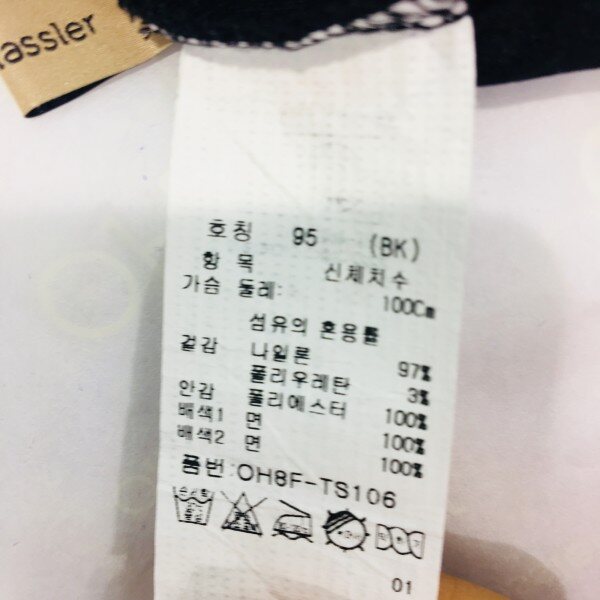 assler
호칭 95 (BK)
항목 신체치수
가슴 둘레: 100Cm
섬유의 혼용률
겉감 나일론 97%
폴리우레탄 3%
안감 폴리에스터 100%
배색1 면 100%
배색2 면 100%
품번:OH8F-TS106
01